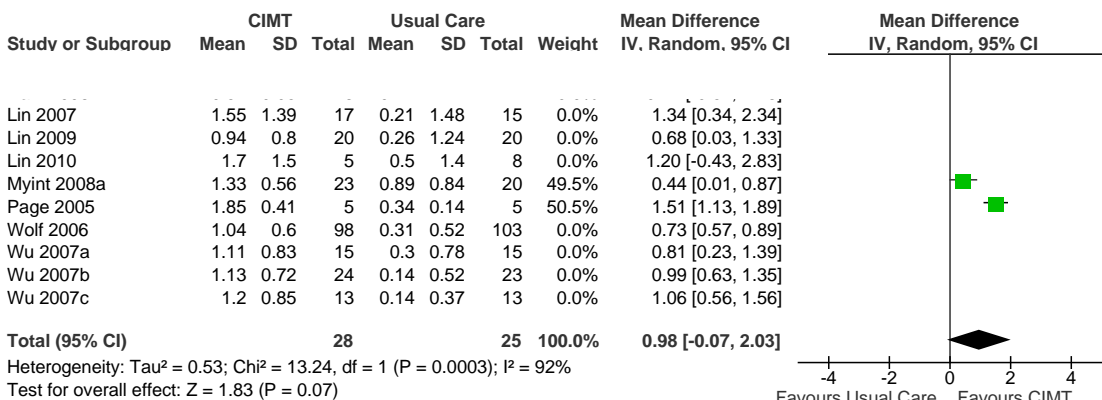 CIMT Usual Care Mean Difference Mean Difference
Study or Subgroup Mean SD Total Mean SD Total Weight IV, Random, 95% CI IV, Random, 95% CI
Lin 2007 1.55 1.39 17 0.21 1.48 15 0.0% 1.34 [0.34, 2.34]
Lin 2009 0.94 0.8 20 0.26 1.24 20 0.0% 0.68 [0.03, 1.33]
Lin 2010 1.7 1.5 5 0.5 1.4 8 0.0% 1.20 [-0.43, 2.83]
Myint 2008a 1.33 0.56 23 0.89 0.84 20 49.5% 0.44 [0.01, 0.87]
Page 2005 1.85 0.41 5 0.34 0.14 5 50.5% 1.51 [1.13, 1.89]
Wolf 2006 1.04 0.6 98 0.31 0.52 103 0.0% 0.73 [0.57, 0.89]
Wu 2007a 1.11 0.83 15 0.3 0.78 15 0.0% 0.81 [0.23, 1.39]
Wu 2007b 1.13 0.72 24 0.14 0.52 23 0.0% 0.99 [0.63, 1.35]
Wu 2007c 1.2 0.85 13 0.14 0.37 13 0.0% 1.06 [0.56, 1.56]
Total (95% CI) 28 25 100.0% 0.98 [-0.07, 2.03]
Heterogeneity: Tau² = 0.53; Chi² = 13.24, df = 1 (P = 0.0003); I² = 92%
Test for overall effect: Z = 1.83 (P = 0.07)
-4 -2 0 2 4
Favours Usual Care Favours CIMT